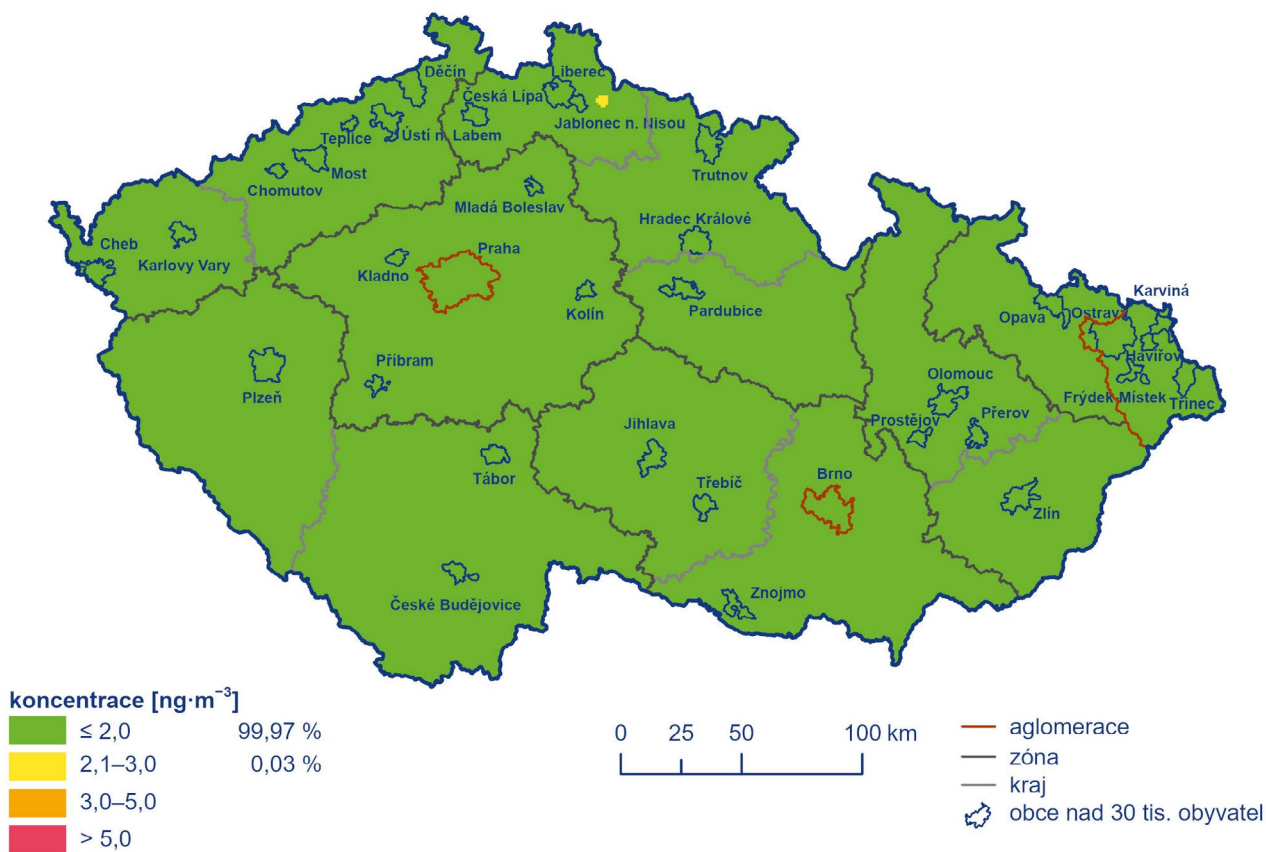 Děčín
Liberec
Česká Lípa
Jablonec n. Nisou
Teplice
Ústí n. Labem
Most
Chomutov
Trutnov
Mladá Boleslav
Hradec Králové
Cheb
Karlovy Vary
Praha
Kladno
Kolín
Pardubice
Karviná
Opava
Ostrava
Havířov
Příbram
Plzeň
Olomouc
Frýdek Místek
Třinec
Prostějov
Přerov
Jihlava
Tábor
Třebíč
Brno
Zlín
České Budějovice
Znojmo
koncentrace [ng·m⁻³]
≤ 2,0 99,97 %
2,1–3,0 0,03 %
3,0–5,0
> 5,0
0 25 50 100 km
aglomerace
zóna
kraj
obce nad 30 tis. obyvatel